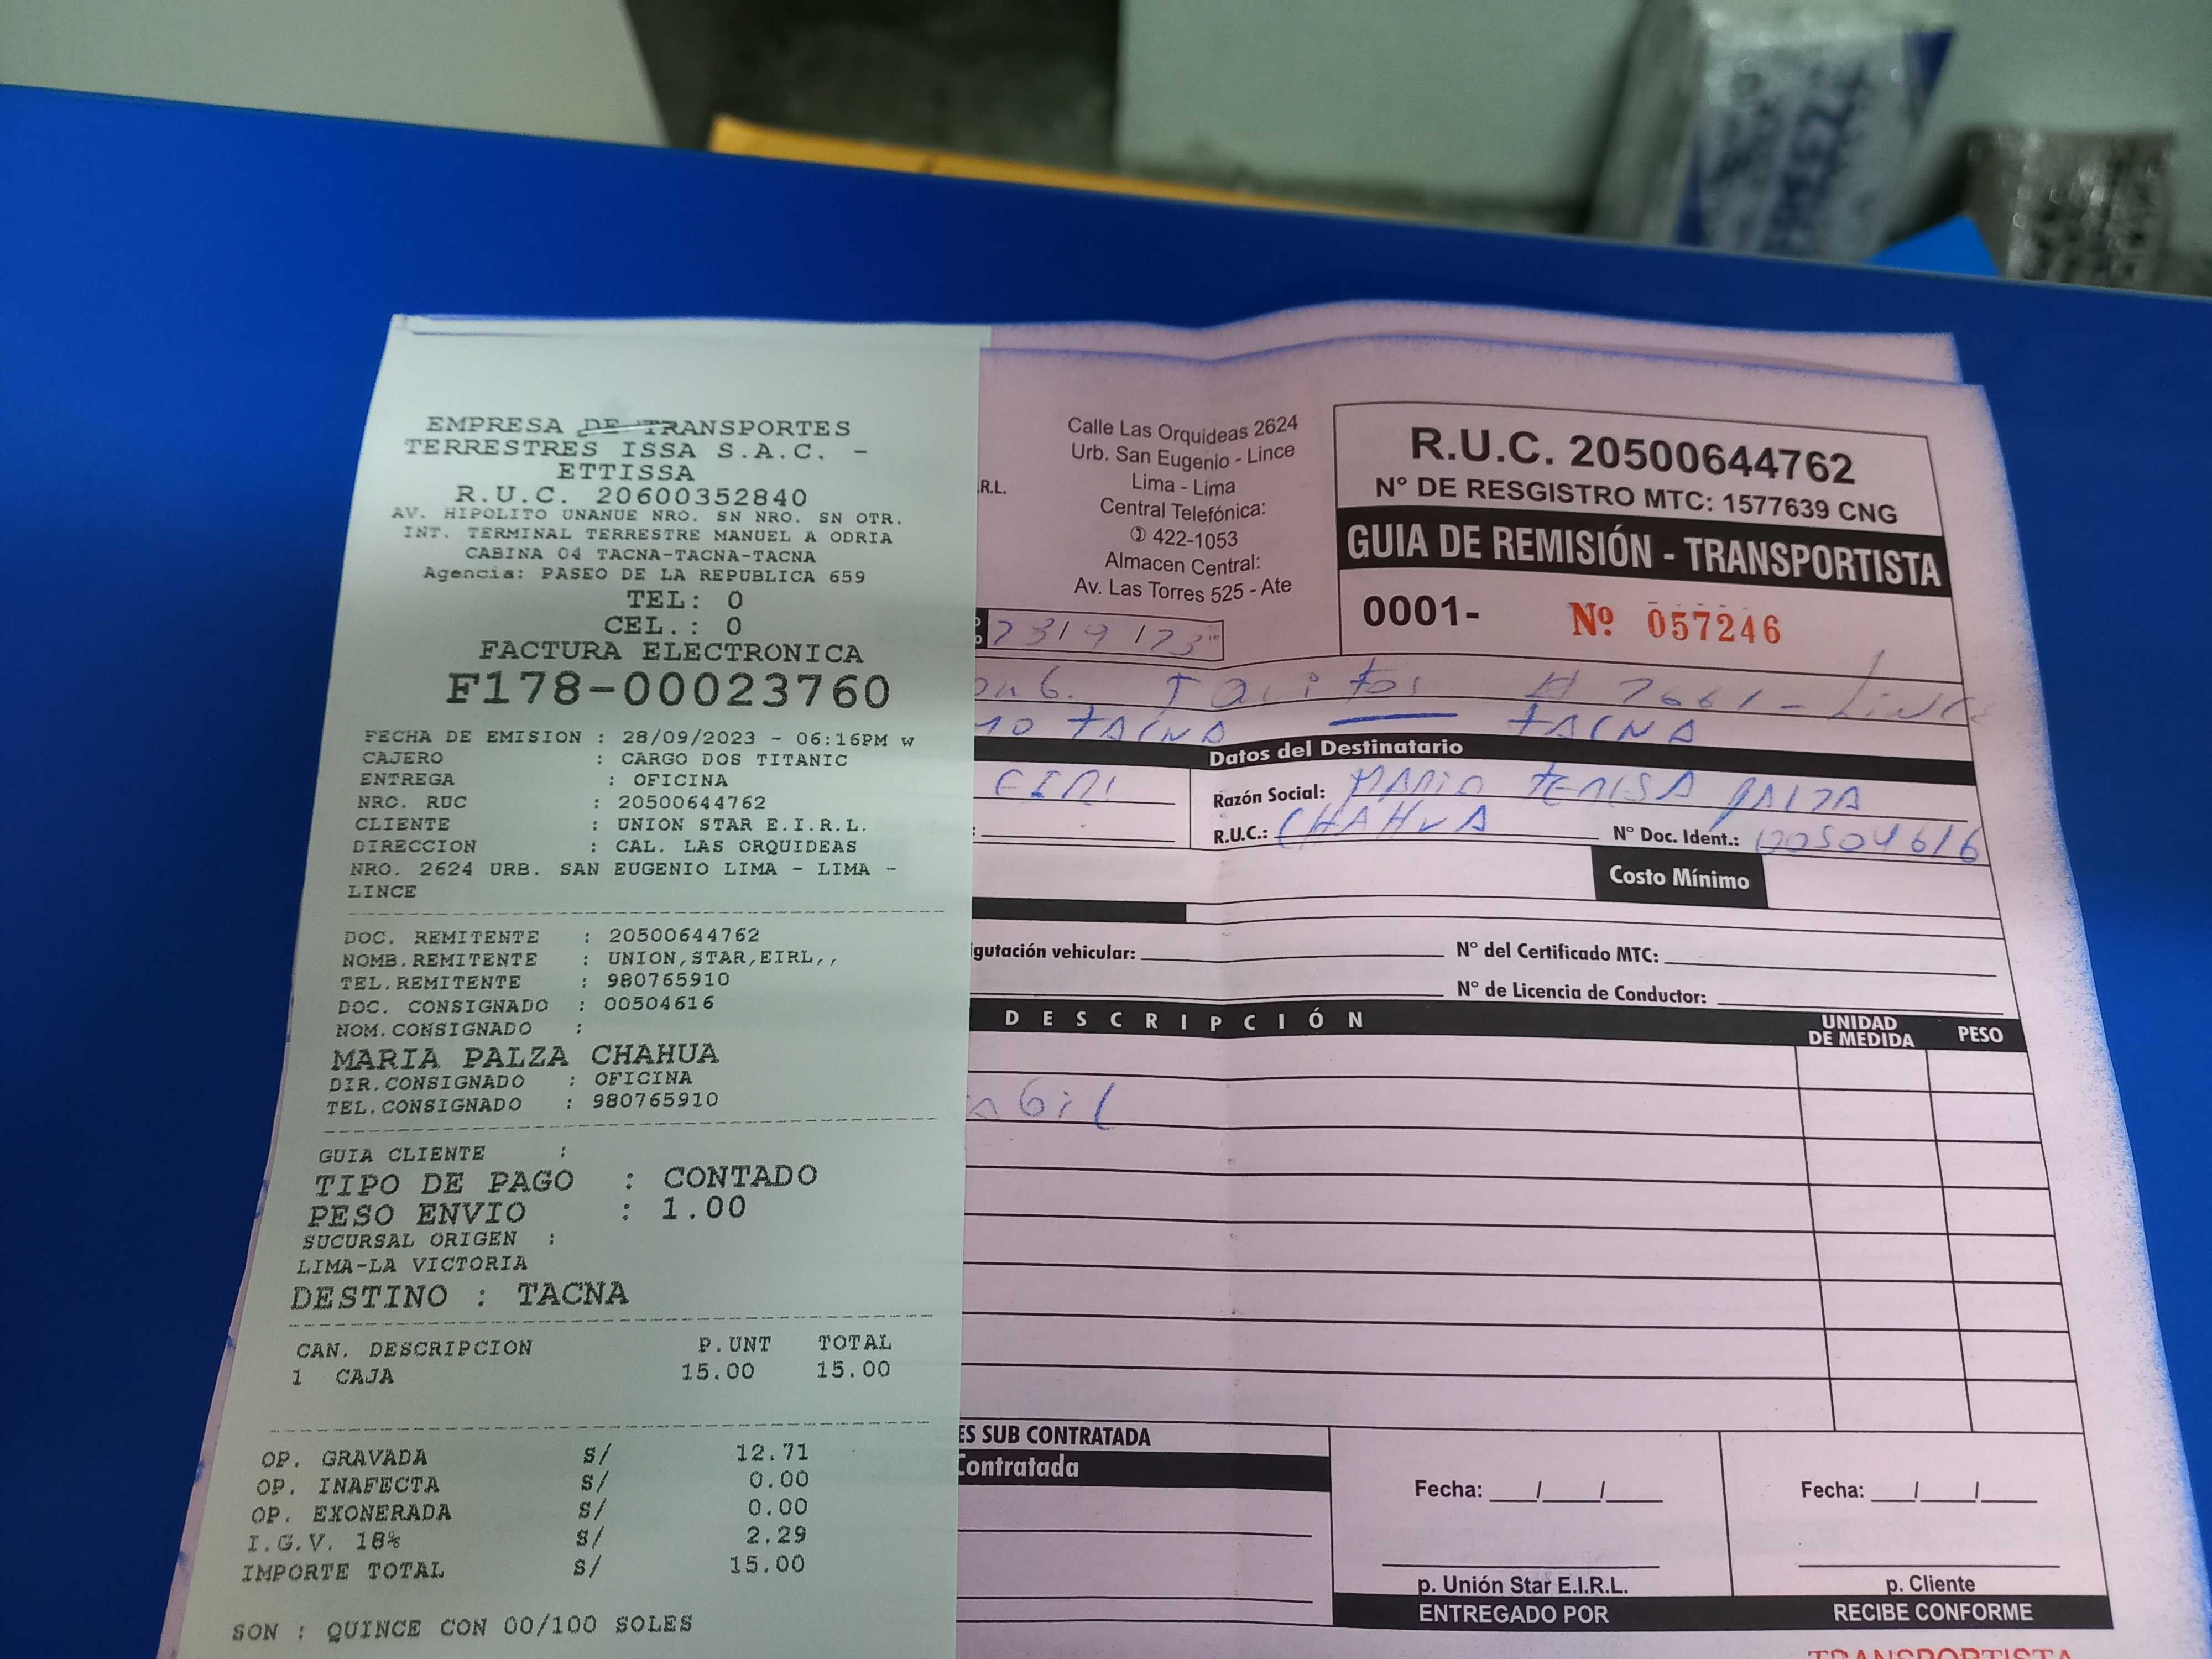 EMPRESA DE TRANSPORTES
TERRESTRES ISSA S.A.C. -
ETTISSA
R.U.C. 20600352840
AV. HIPOLITO UNANUE NRO. SN NRO. SN OTR.
INT. TERMINAL TERRESTRE MANUEL A ODRIA
CABINA 04 TACNA-TACNA-TACNA
Agencia: PASEO DE LA REPUBLICA 659
TEL: 0
CEL.: 0
FACTURA ELECTRONICA
F178-00023760
FECHA DE EMISION : 28/09/2023 - 06:16PM w
CAJERO : CARGO DOS TITANIC
ENTREGA : OFICINA
NRO. RUC : 20500644762
CLIENTE : UNION STAR E.I.R.L.
DIRECCION : CAL. LAS ORQUIDEAS
NRO. 2624 URB. SAN EUGENIO LIMA - LIMA -
LINCE
DOC. REMITENTE : 20500644762
NOMB.REMITENTE : UNION,STAR,EIRL,,
TEL.REMITENTE : 980765910
DOC. CONSIGNADO : 00504616
NOM.CONSIGNADO :
MARIA PALZA CHAHUA
DIR.CONSIGNADO : OFICINA
TEL.CONSIGNADO : 980765910
GUIA CLIENTE :
TIPO DE PAGO : CONTADO
PESO ENVIO : 1.00
SUCURSAL ORIGEN :
LIMA-LA VICTORIA
DESTINO : TACNA
CAN. DESCRIPCION P.UNT TOTAL
1 CAJA 15.00 15.00
OP. GRAVADA S/ 12.71
OP. INAFECTA S/ 0.00
OP. EXONERADA S/ 0.00
I.G.V. 18% S/ 2.29
IMPORTE TOTAL S/ 15.00
SON : QUINCE CON 00/100 SOLES
.R.L.
Calle Las Orquideas 2624
Urb. San Eugenio - Lince
Lima - Lima
Central Telefónica:
422-1053
Almacen Central:
Av. Las Torres 525 - Ate
R.U.C. 20500644762
N° DE RESGISTRO MTC: 1577639 CNG
GUIA DE REMISIÓN - TRANSPORTISTA
0001- Nº 057246
TACNA TACNA
Datos del Destinatario
Razón Social: MARIA TERESA PALZA
R.U.C.: CHAHUA N° Doc. Ident.: 00504616
Costo Mínimo
igutación vehicular: N° del Certificado MTC:
N° de Licencia de Conductor:
DESCRIPCIÓN UNIDAD DE MEDIDA PESO
ES SUB CONTRATADA
Contratada
Fecha: / / Fecha: / /
p. Unión Star E.I.R.L. p. Cliente
ENTREGADO POR RECIBE CONFORME
TRANSPORTISTA